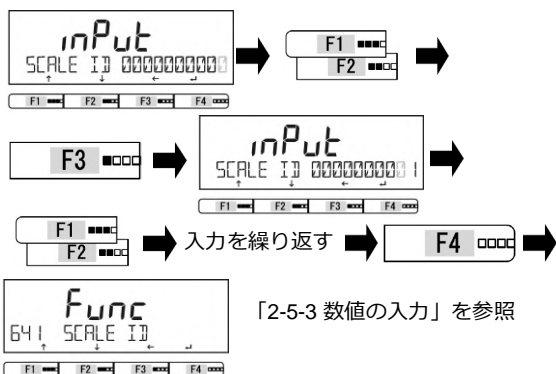 inPut
SCALE ID 0000000000
↑ ↓ ← ↵
F1 F2 F3 F4
F1
F2
F3
inPut
SCALE ID 0000000001
↑ ↓ ← ↵
F1 F2 F3 F4
F1
F2
入力を繰り返す
F4
Func
641 SCALE ID
↑ ↓ ← ↵
F1 F2 F3 F4
「2-5-3 数値の入力」を参照